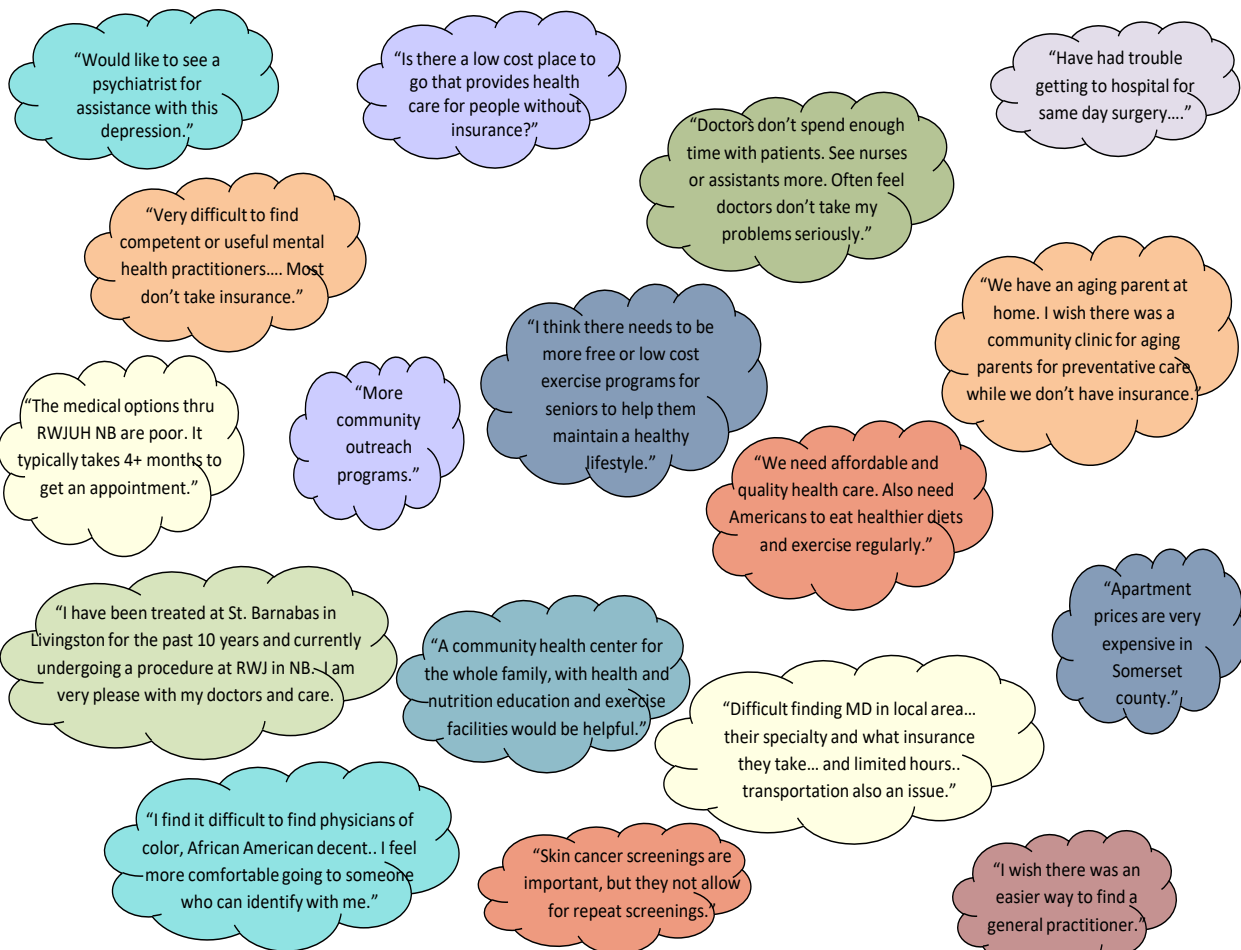 “Would like to see a
psychiatrist for
assistance with this
depression.”
“Is there a low cost place to
go that provides health
care for people without
insurance?”
“Have had trouble
getting to hospital for
same day surgery….”
“Doctors don’t spend enough
time with patients. See nurses
or assistants more. Often feel
doctors don’t take my
problems seriously.”
“Very difficult to find
competent or useful mental
health practitioners…. Most
don’t take insurance.”
“We have an aging parent at
home. I wish there was a
community clinic for aging
parents for preventative care
while we don’t have insurance.”
“I think there needs to be
more free or low cost
exercise programs for
seniors to help them
maintain a healthy
lifestyle.”
“The medical options thru
RWJUH NB are poor. It
typically takes 4+ months to
get an appointment.”
“More
community
outreach
programs.”
“We need affordable and
quality health care. Also need
Americans to eat healthier diets
and exercise regularly.”
“I have been treated at St. Barnabas in
Livingston for the past 10 years and currently
undergoing a procedure at RWJ in NB. I am
very please with my doctors and care.
“A community health center for
the whole family, with health and
nutrition education and exercise
facilities would be helpful.”
“Apartment
prices are very
expensive in
Somerset
county.”
“Difficult finding MD in local area…
their specialty and what insurance
they take… and limited hours..
transportation also an issue.”
“I find it difficult to find physicians of
color, African American decent.. I feel
more comfortable going to someone
who can identify with me.”
“Skin cancer screenings are
important, but they not allow
for repeat screenings.”
“I wish there was an
easier way to find a
general practitioner.”